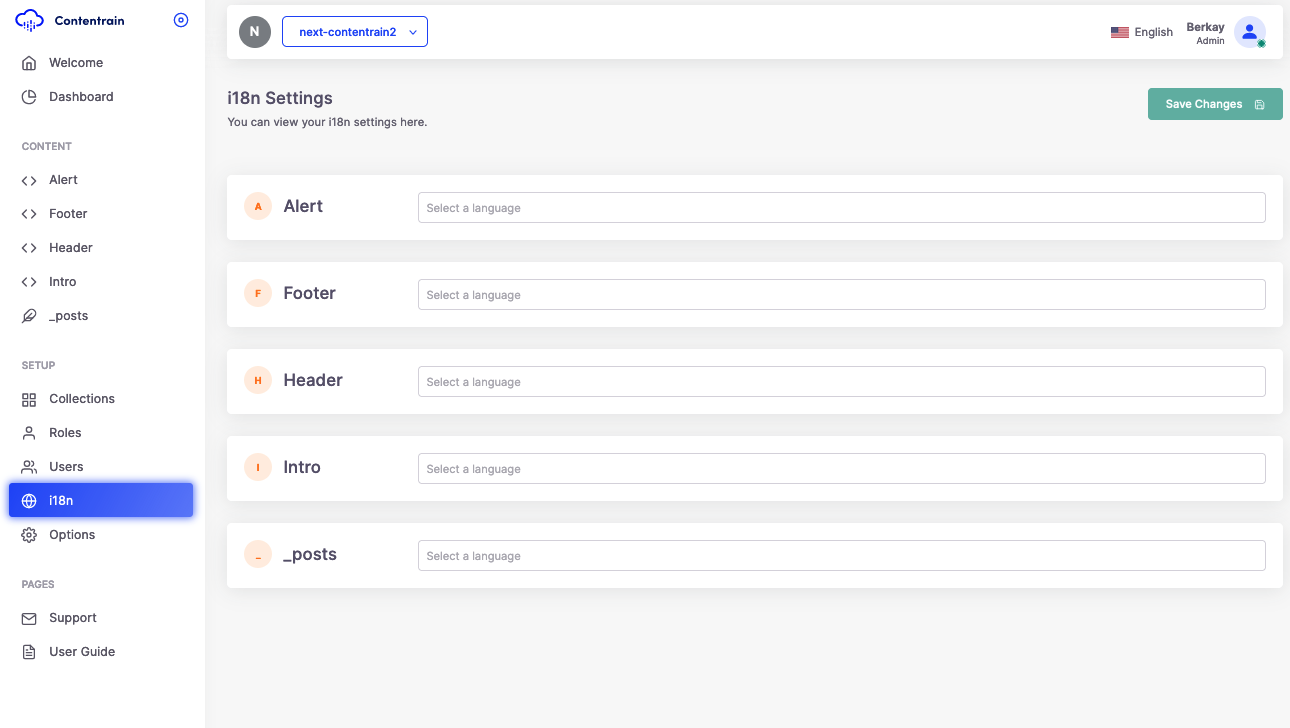 Contentrain
Welcome
Dashboard
CONTENT
Alert
Footer
Header
Intro
_posts
SETUP
Collections
Roles
Users
i18n
Options
PAGES
Support
User Guide
N
next-contentrain2
English
Berkay
Admin
i18n Settings
You can view your i18n settings here.
Save Changes
A
Alert
Select a language
F
Footer
Select a language
H
Header
Select a language
I
Intro
Select a language
_
_posts
Select a language